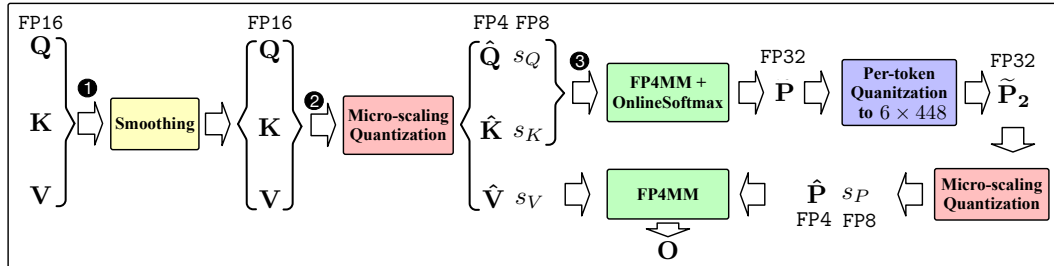 FP16
Q
K
V
❶
Smoothing
FP16
Q
K
V
❷
Micro-scaling
Quantization
FP4 FP8
Q̂ s_Q
K̂ s_K
V̂ s_V
❸
FP4MM +
OnlineSoftmax
FP32
P̃
Per-token
Quanitzation
to 6 × 448
FP32
P̃₂
Micro-scaling
Quantization
P̂ s_P
FP4 FP8
FP4MM
O